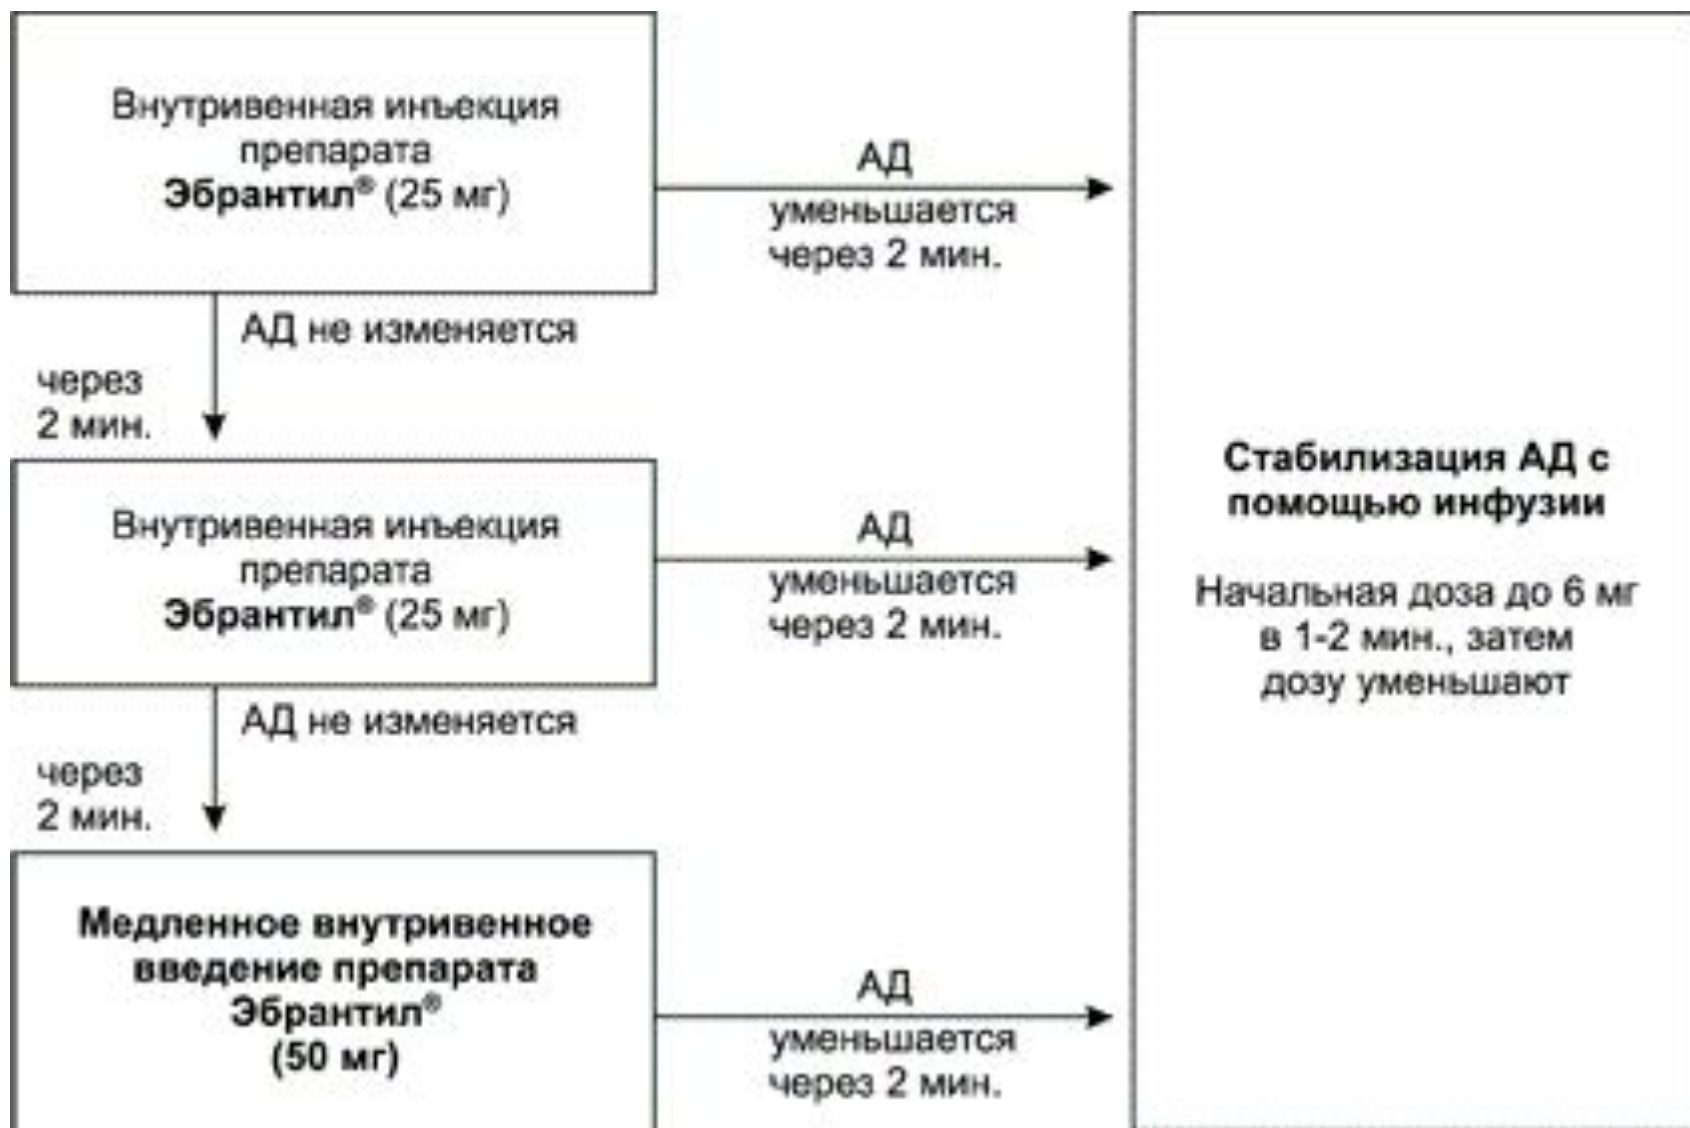 Внутривенная инъекция
препарата
Эбрантил® (25 мг)
АД
уменьшается
через 2 мин.
АД не изменяется
через
2 мин.
Внутривенная инъекция
препарата
Эбрантил® (25 мг)
АД
уменьшается
через 2 мин.
АД не изменяется
через
2 мин.
Медленное внутривенное
введение препарата
Эбрантил®
(50 мг)
АД
уменьшается
через 2 мин.
Стабилизация АД с
помощью инфузии
Начальная доза до 6 мг
в 1-2 мин., затем
дозу уменьшают